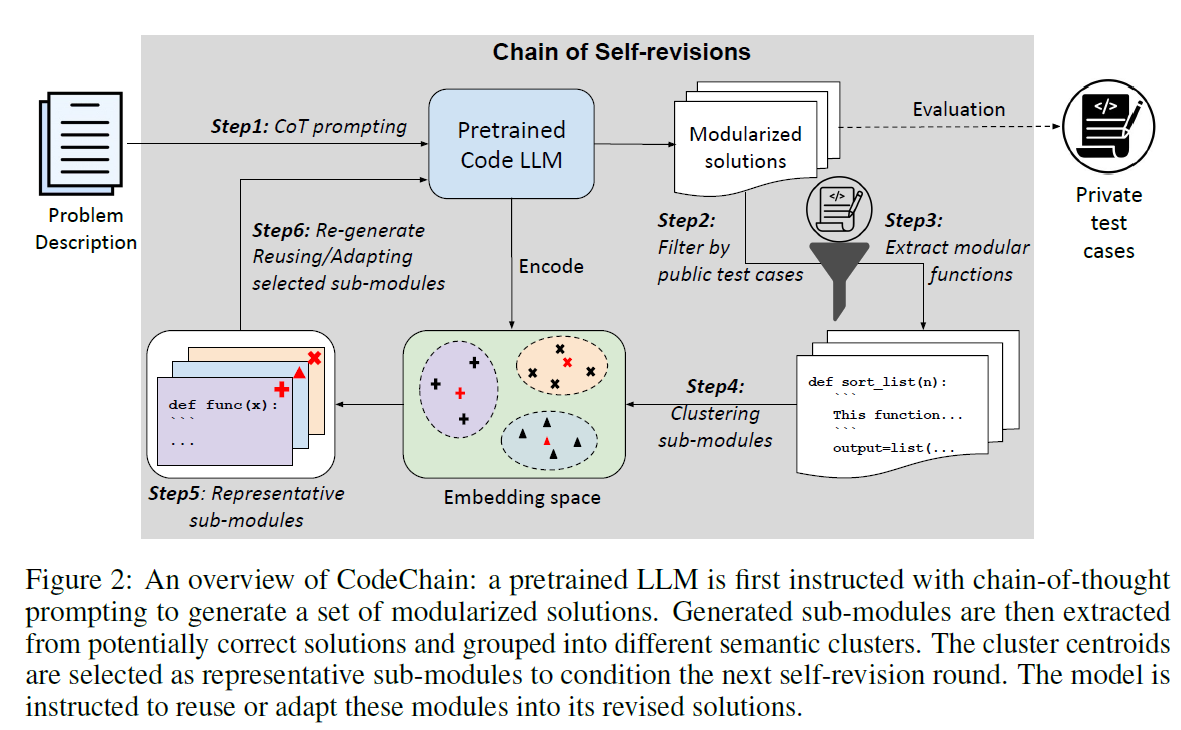 Chain of Self-revisions
Problem
Description
Step1: CoT prompting
Pretrained
Code LLM
Modularized
solutions
Evaluation
</>
Private
test
cases
Step2:
Filter by
public test cases
</>
Step3:
Extract modular
functions
Step6: Re-generate
Reusing/Adapting
selected sub-modules
Encode
def sort_list(n):
```
This function...
```
output=list(...
Step4:
Clustering
sub-modules
Embedding space
def func(x):
```
...
Step5: Representative
sub-modules
Figure 2: An overview of CodeChain: a pretrained LLM is first instructed with chain-of-thought
prompting to generate a set of modularized solutions. Generated sub-modules are then extracted
from potentially correct solutions and grouped into different semantic clusters. The cluster centroids
are selected as representative sub-modules to condition the next self-revision round. The model is
instructed to reuse or adapt these modules into its revised solutions.